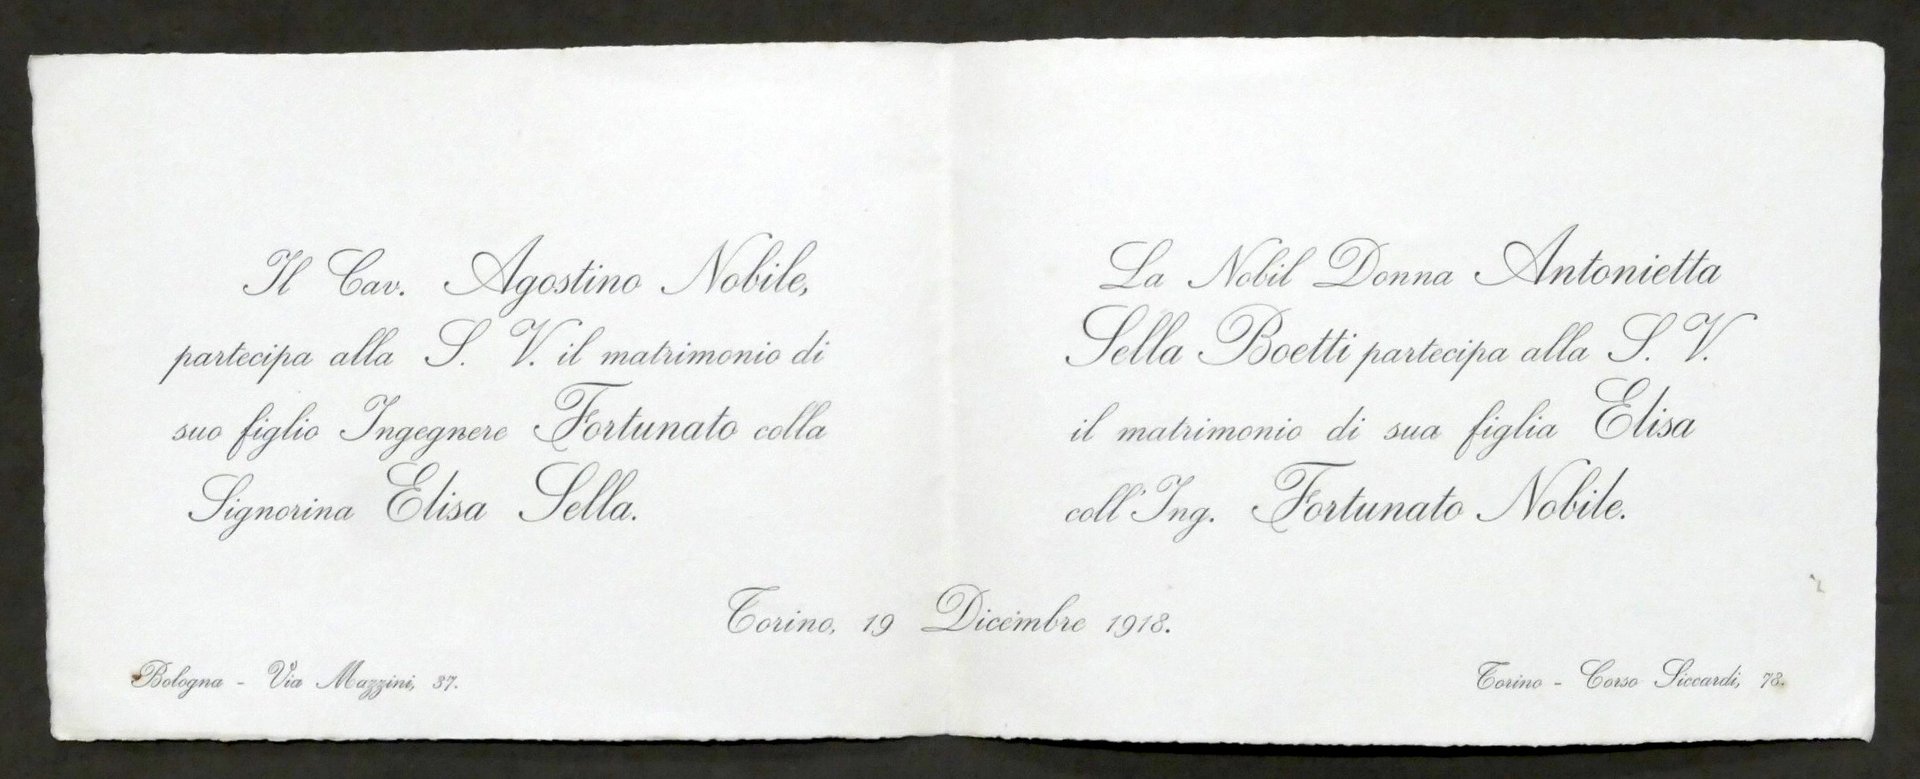 Il Cav. Agostino Nobile,
partecipa alla S. V. il matrimonio di
suo figlio Ingegnere Fortunato colla
Signorina Elisa Sella.
La Nobil Donna Antonietta
Sella Boetti partecipa alla S. V.
il matrimonio di sua figlia Elisa
coll' Ing. Fortunato Nobile.
Torino, 19 Dicembre 1918.
Bologna - Via Mazzini, 37.
Torino - Corso Siccardi, 73.